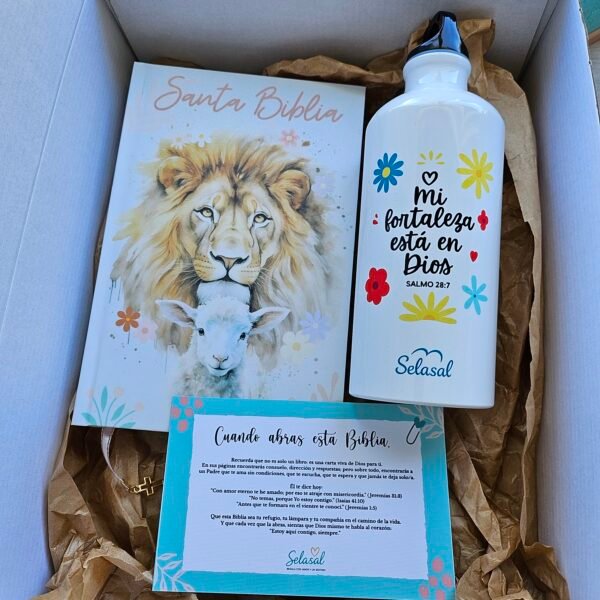 Santa Biblia
Mi
fortaleza
está en
Dios
SALMO 28:7
Selasal
Cuando abras esta Biblia,
Recuerda que no es solo un libro: es una carta viva de Dios para ti.
En sus páginas encontrarás consuelo, dirección y respuestas; pero sobre todo, encontrarás a
un Padre que te ama sin condiciones, que te escucha, que te espera y que jamás te deja solo/a.
Él te dice hoy:
"Con amor eterno te he amado; por eso te atraje con misericordia." (Jeremías 31:3)
"No temas, porque Yo estoy contigo." (Isaías 41:10)
"Antes que te formara en el vientre te conocí." (Jeremías 1:5)
Que esta Biblia sea tu refugio, tu lámpara y tu compañía en el camino de la vida.
Y que cada vez que la abras, sientas que Dios mismo te habla al corazón:
"Estoy aquí contigo, siempre."
Selasal